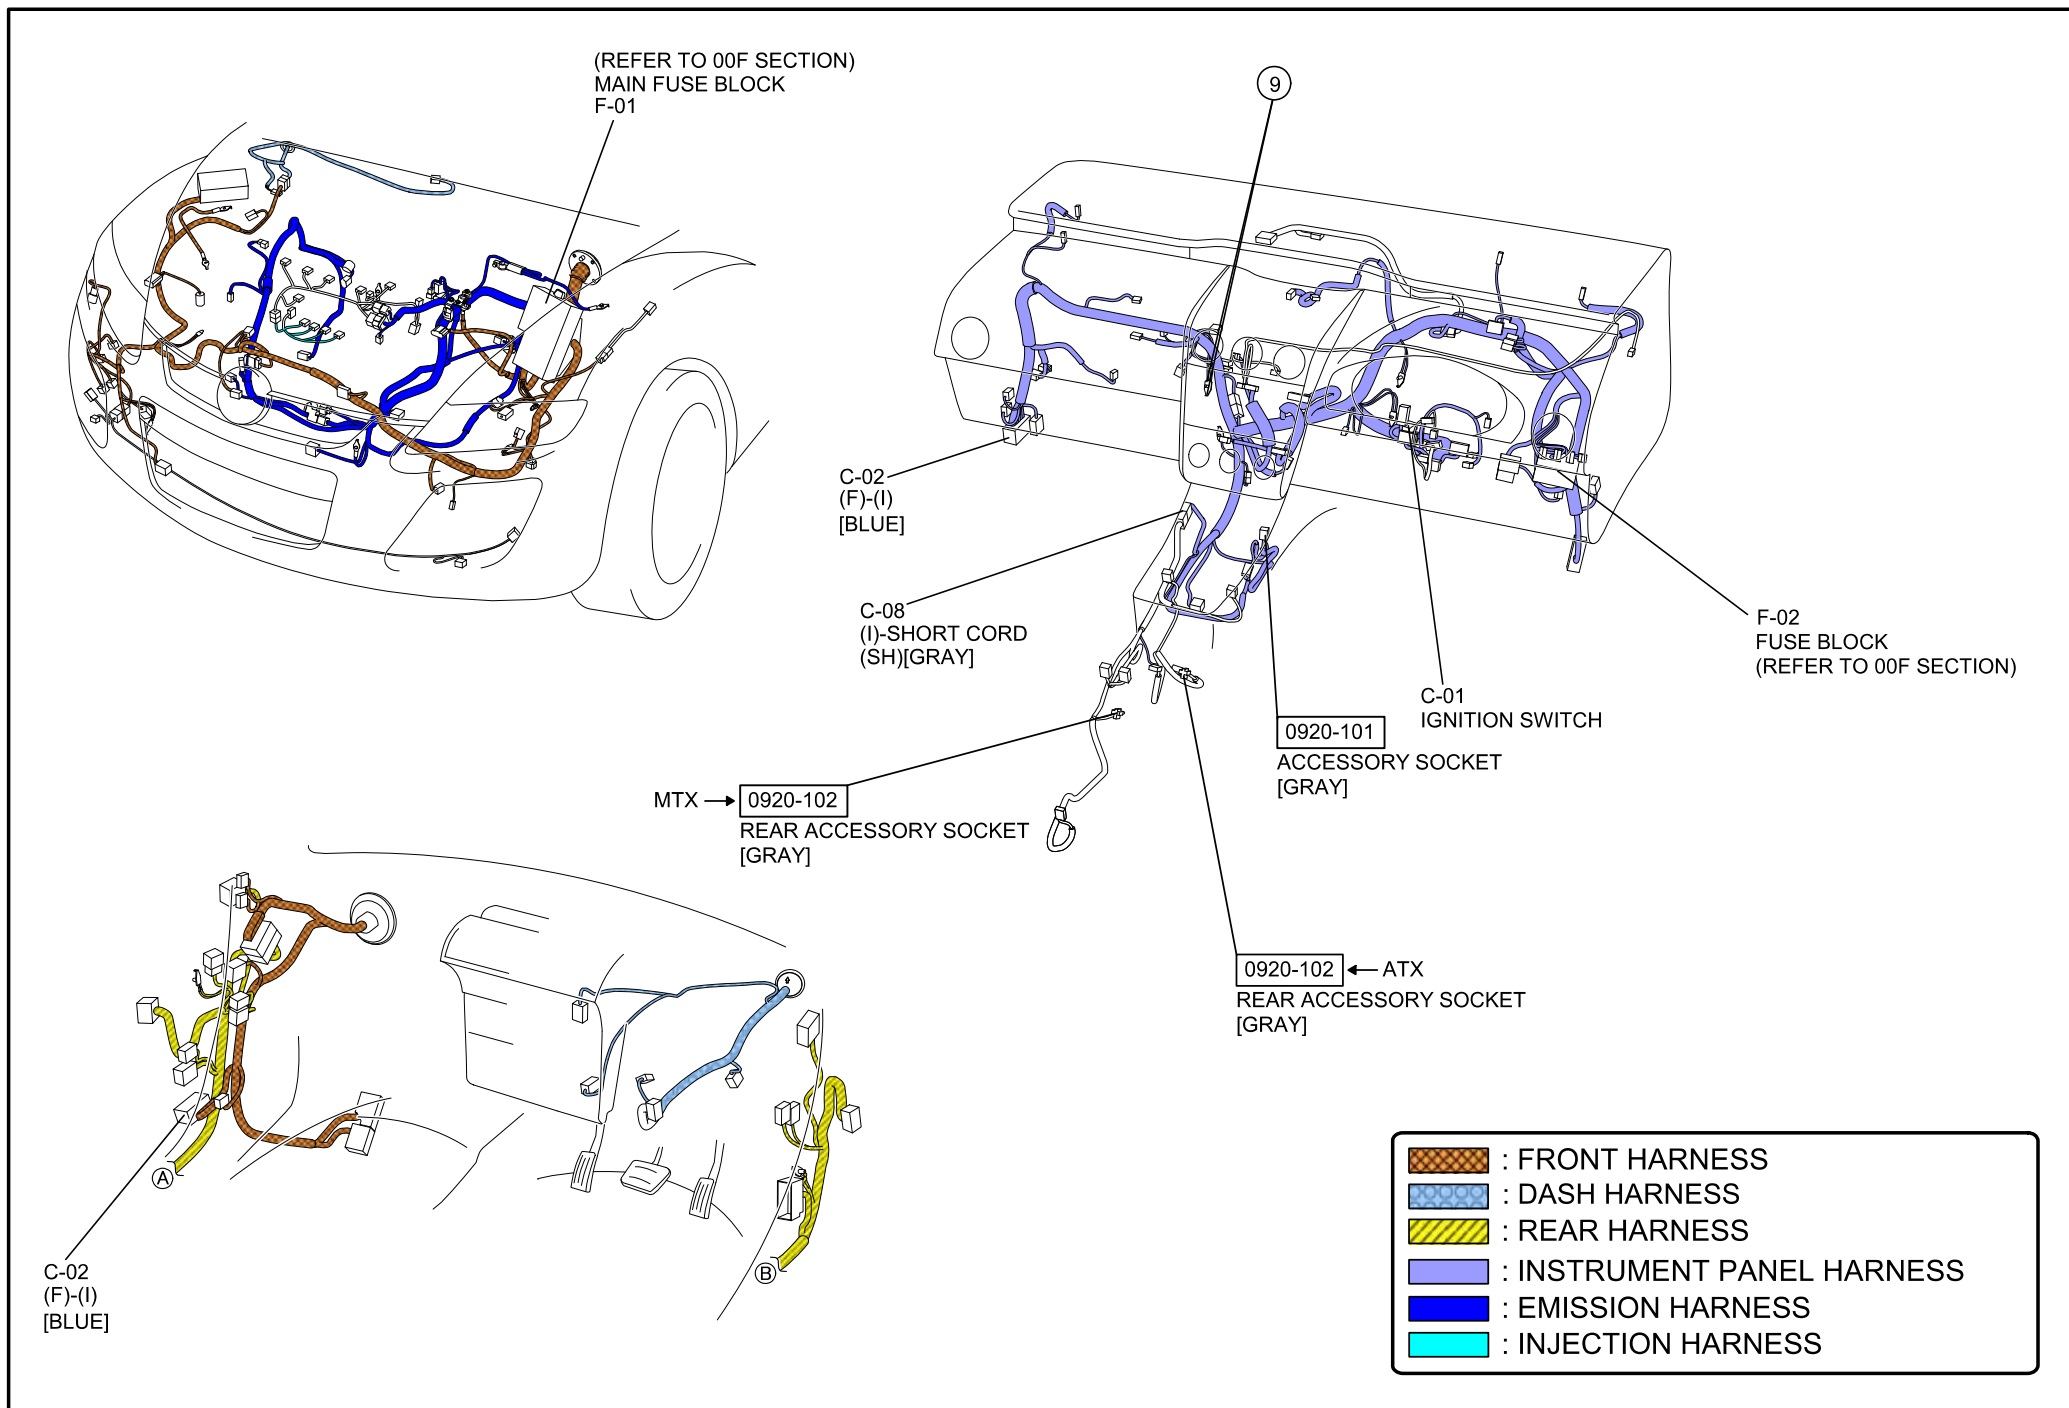 (REFER TO 00F SECTION)
MAIN FUSE BLOCK
F-01
9
C-02
(F)-(I)
[BLUE]
C-08
(I)-SHORT CORD
(SH)[GRAY]
F-02
FUSE BLOCK
(REFER TO 00F SECTION)
C-01
IGNITION SWITCH
0920-101
ACCESSORY SOCKET
[GRAY]
MTX 0920-102
REAR ACCESSORY SOCKET
[GRAY]
0920-102 ATX
REAR ACCESSORY SOCKET
[GRAY]
A
B
C-02
(F)-(I)
[BLUE]
: FRONT HARNESS
: DASH HARNESS
: REAR HARNESS
: INSTRUMENT PANEL HARNESS
: EMISSION HARNESS
: INJECTION HARNESS